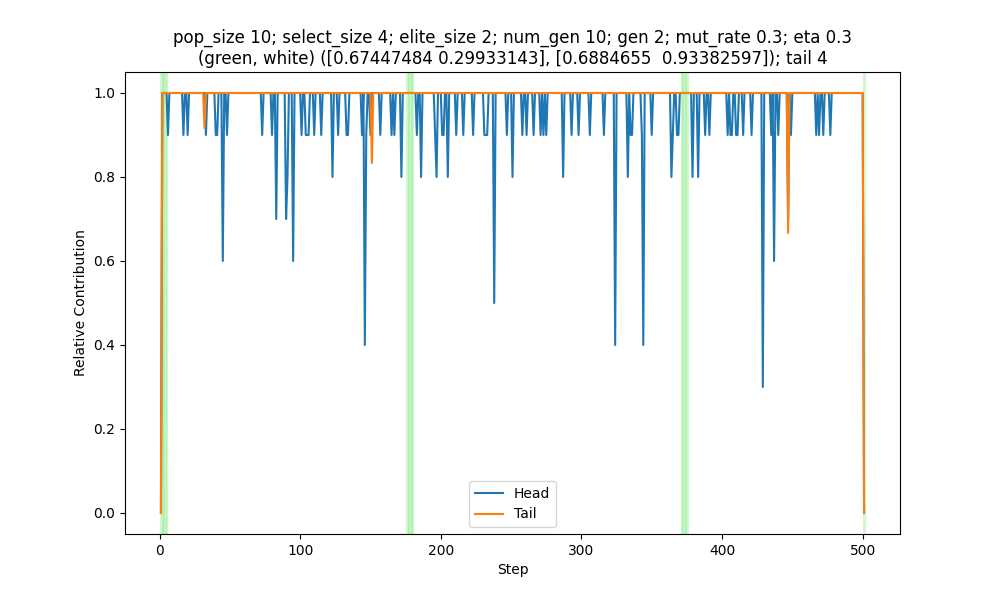 pop_size 10; select_size 4; elite_size 2; num_gen 10; gen 2; mut_rate 0.3; eta 0.3
(green, white) ([0.67447484 0.29933143], [0.6884655  0.93382597]); tail 4
Relative Contribution
1.0
0.8
0.6
0.4
0.2
0.0
Head
Tail
0 100 200 300 400 500
Step